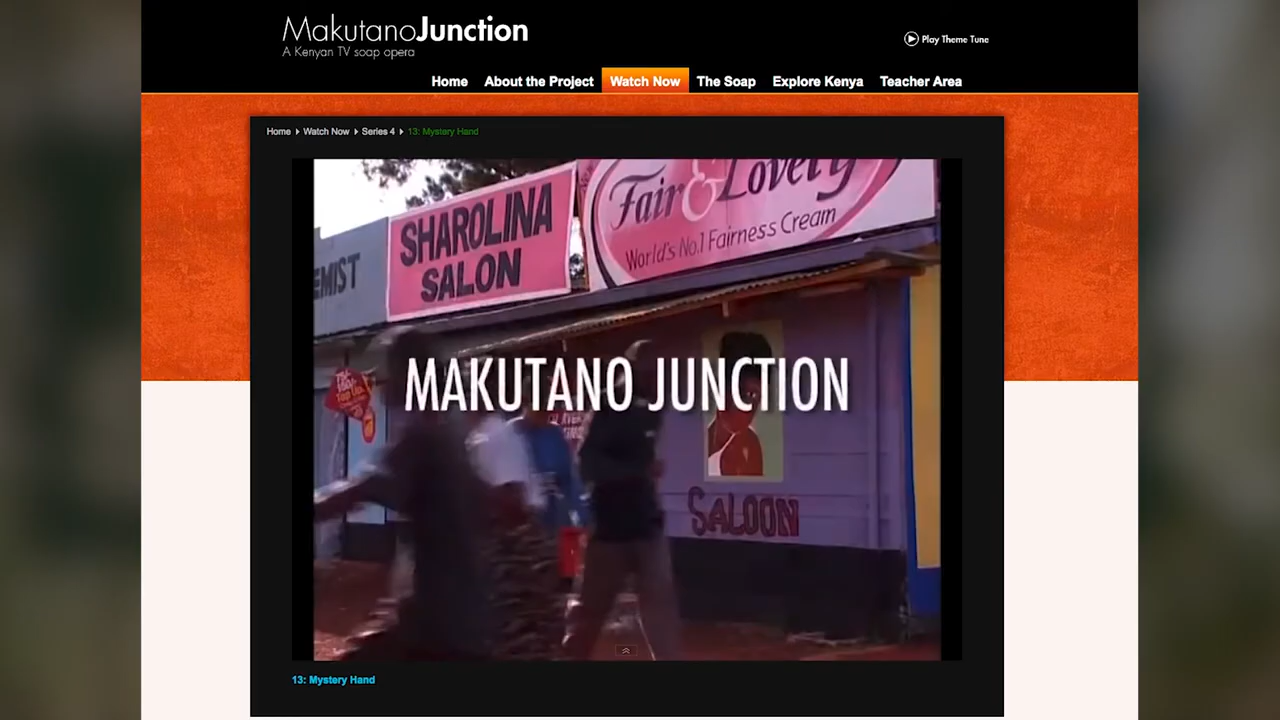 MakutanoJunction
A Kenyan TV soap opera
Play Theme Tune
Home About the Project Watch Now The Soap Explore Kenya Teacher Area
Home Watch Now Series 4 13: Mystery Hand
EMIST
SHAROLINA
SALON
Fair & Lovely
World's No.1 Fairness Cream
MAKUTANO JUNCTION
SALOON
13: Mystery Hand